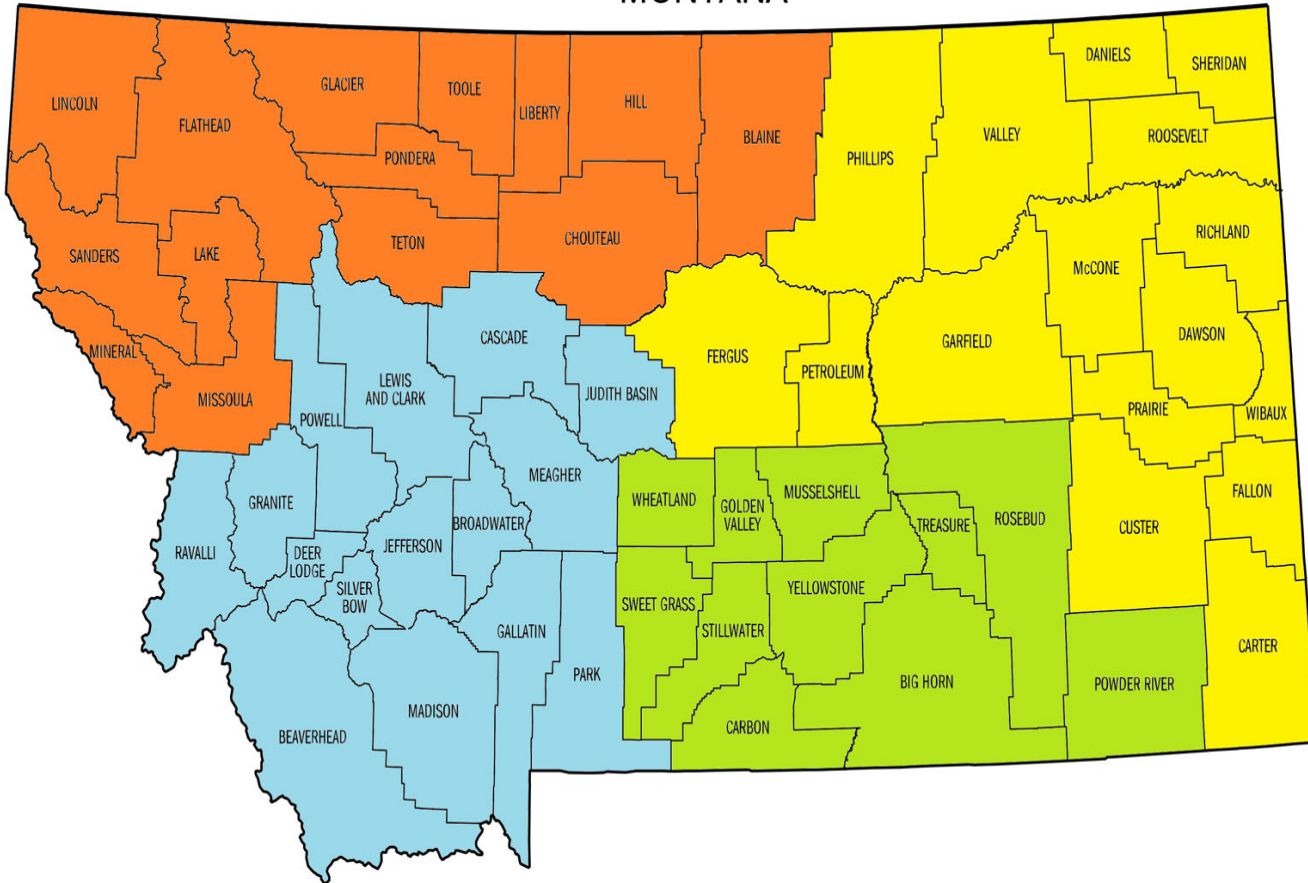 MONTANA
LINCOLN
FLATHEAD
GLACIER
TOOLE
LIBERTY
HILL
BLAINE
PHILLIPS
VALLEY
DANIELS
SHERIDAN
ROOSEVELT
PONDERA
TETON
CHOUTEAU
SANDERS
LAKE
RICHLAND
McCONE
DAWSON
GARFIELD
MINERAL
MISSOULA
POWELL
LEWIS
AND CLARK
CASCADE
JUDITH BASIN
FERGUS
PETROLEUM
PRAIRIE
WIBAUX
RAVALLI
GRANITE
DEER
LODGE
SILVER
BOW
JEFFERSON
BROADWATER
MEAGHER
WHEATLAND
GOLDEN
VALLEY
MUSSELSHELL
TREASURE
ROSEBUD
CUSTER
FALLON
BEAVERHEAD
MADISON
GALLATIN
PARK
SWEET GRASS
STILLWATER
YELLOWSTONE
CARBON
BIG HORN
POWDER RIVER
CARTER